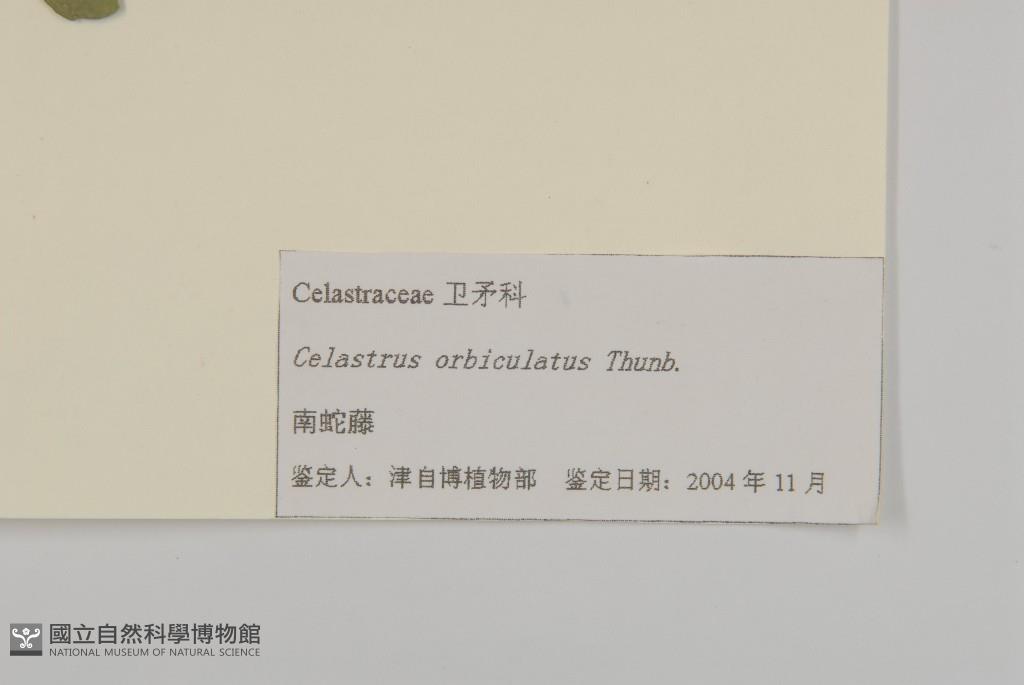 Celastraceae 卫矛科
Celastrus orbiculatus Thunb.
南蛇藤
鉴定人：津自博植物部 鉴定日期：2004 年 11 月
國立自然科學博物館
NATIONAL MUSEUM OF NATURAL SCIENCE